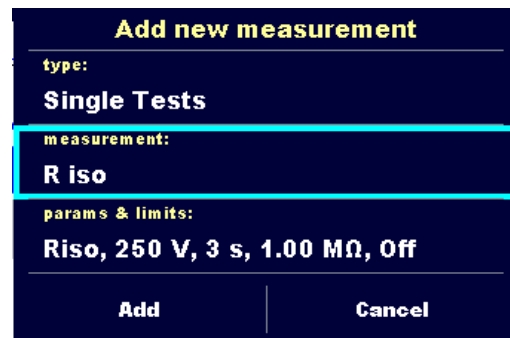 Add new measurement
type:
Single Tests
measurement:
R iso
params & limits:
Riso, 250 V, 3 s, 1.00 MΩ, Off
Add
Cancel